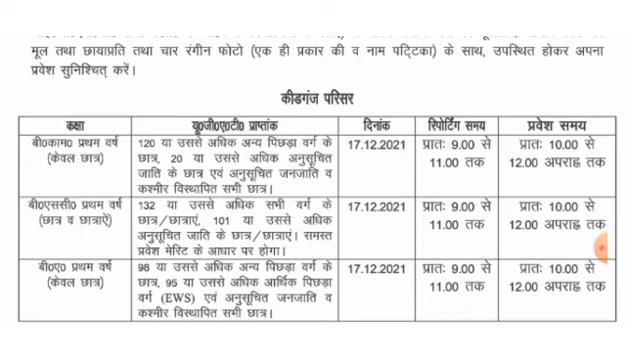 मूल तथा छायाप्रति तथा चार रंगीन फोटो (एक ही प्रकार की व नाम पट्टिका) के साथ, उपस्थित होकर अपना
प्रवेश सुनिश्चित् करें।
कीडगंज परिसर
कक्षा यू०जी०ए०टी० प्राप्तांक दिनांक रिपोर्टिंग समय प्रवेश समय
बी०काम० प्रथम वर्ष
(केवल छात्र)
120 या उससे अधिक अन्य पिछड़ा वर्ग के
छात्र, 20 या उससे अधिक अनुसूचित
जाति के छात्र एवं अनुसूचित जनजाति व
कश्मीर विस्थापित सभी छात्र।
17.12.2021
प्रातः 9.00 से
11.00 तक
प्रातः 10.00 से
12.00 अपराह्न तक
बी०एससी० प्रथम वर्ष
(छात्र व छात्राऐं)
132 या उससे अधिक सभी वर्ग के
छात्र/छात्राएं, 101 या उससे अधिक
अनुसूचित जाति के छात्र/छात्राएं। समस्त
प्रवेश मेरिट के आधार पर होगा।
17.12.2021
प्रातः 9.00 से
11.00 तक
प्रातः 10.00 से
12.00 अपराह्न तक
बी०ए० प्रथम वर्ष
(केवल छात्र)
98 या उससे अधिक अन्य पिछड़ा वर्ग के
छात्र, 95 या उससे अधिक आर्थिक पिछड़ा
वर्ग (EWS) एवं अनुसूचित जनजाति व
कश्मीर विस्थापित सभी छात्र।
17.12.2021
प्रातः 9.00 से
11.00 तक
प्रातः 10.00 से
12.00 अपराह्न तक